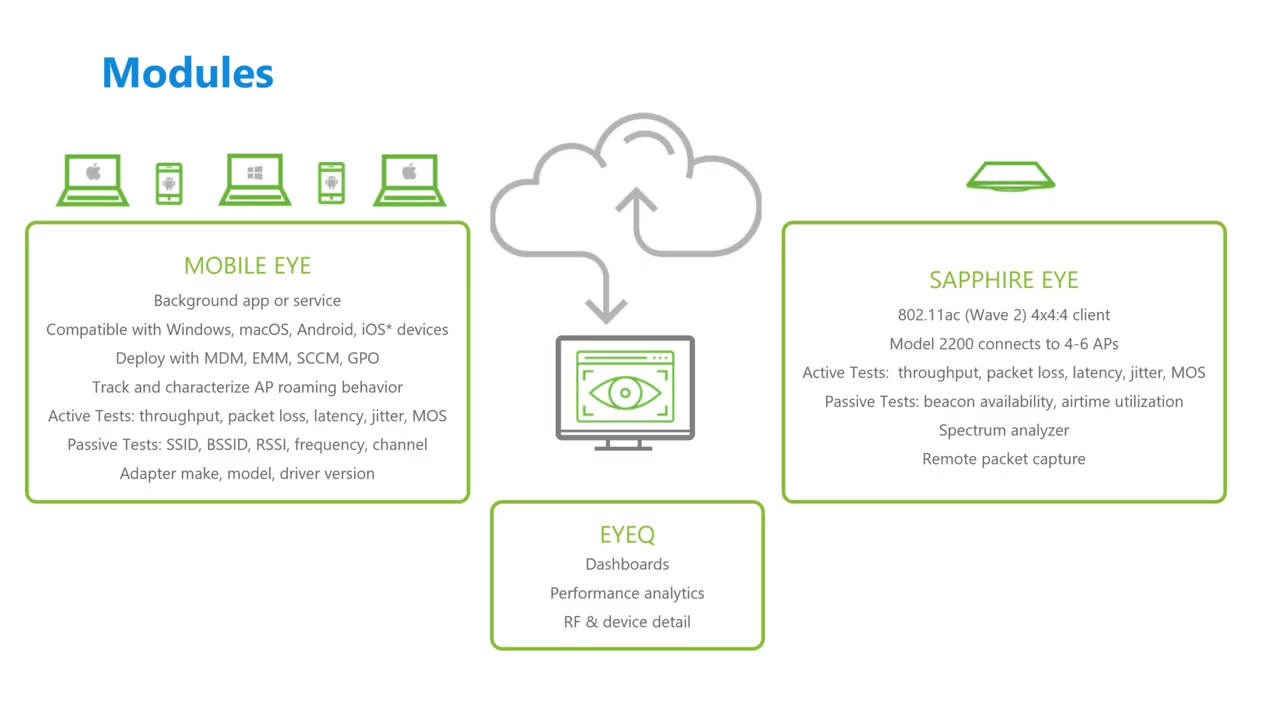 Modules
MOBILE EYE
Background app or service
Compatible with Windows, macOS, Android, iOS* devices
Deploy with MDM, EMM, SCCM, GPO
Track and characterize AP roaming behavior
Active Tests: throughput, packet loss, latency, jitter, MOS
Passive Tests: SSID, BSSID, RSSI, frequency, channel
Adapter make, model, driver version
EYEQ
Dashboards
Performance analytics
RF & device detail
SAPPHIRE EYE
802.11ac (Wave 2) 4x4:4 client
Model 2200 connects to 4-6 APs
Active Tests:  throughput, packet loss, latency, jitter, MOS
Passive Tests: beacon availability, airtime utilization
Spectrum analyzer
Remote packet capture